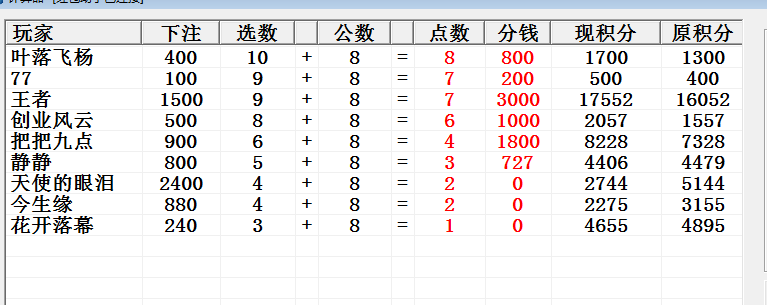 玩家 下注 选数 公数 点数 分钱 现积分 原积分
叶落飞杨 400 10 + 8 = 8 800 1700 1300
77 100 9 + 8 = 7 200 500 400
王者 1500 9 + 8 = 7 3000 17552 16052
创业风云 500 8 + 8 = 6 1000 2057 1557
把把九点 900 6 + 8 = 4 1800 8228 7328
静静 800 5 + 8 = 3 727 4406 4479
天使的眼泪 2400 4 + 8 = 2 0 2744 5144
今生缘 880 4 + 8 = 2 0 2275 3155
花开落幕 240 3 + 8 = 1 0 4655 4895